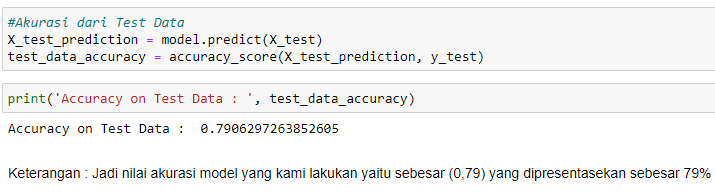 #Akurasi dari Test Data
X_test_prediction = model.predict(X_test)
test_data_accuracy = accuracy_score(X_test_prediction, y_test)
print('Accuracy on Test Data : ', test_data_accuracy)
Accuracy on Test Data :  0.7906297263852605
Keterangan : Jadi nilai akurasi model yang kami lakukan yaitu sebesar (0,79) yang dipresentasekan sebesar 79%